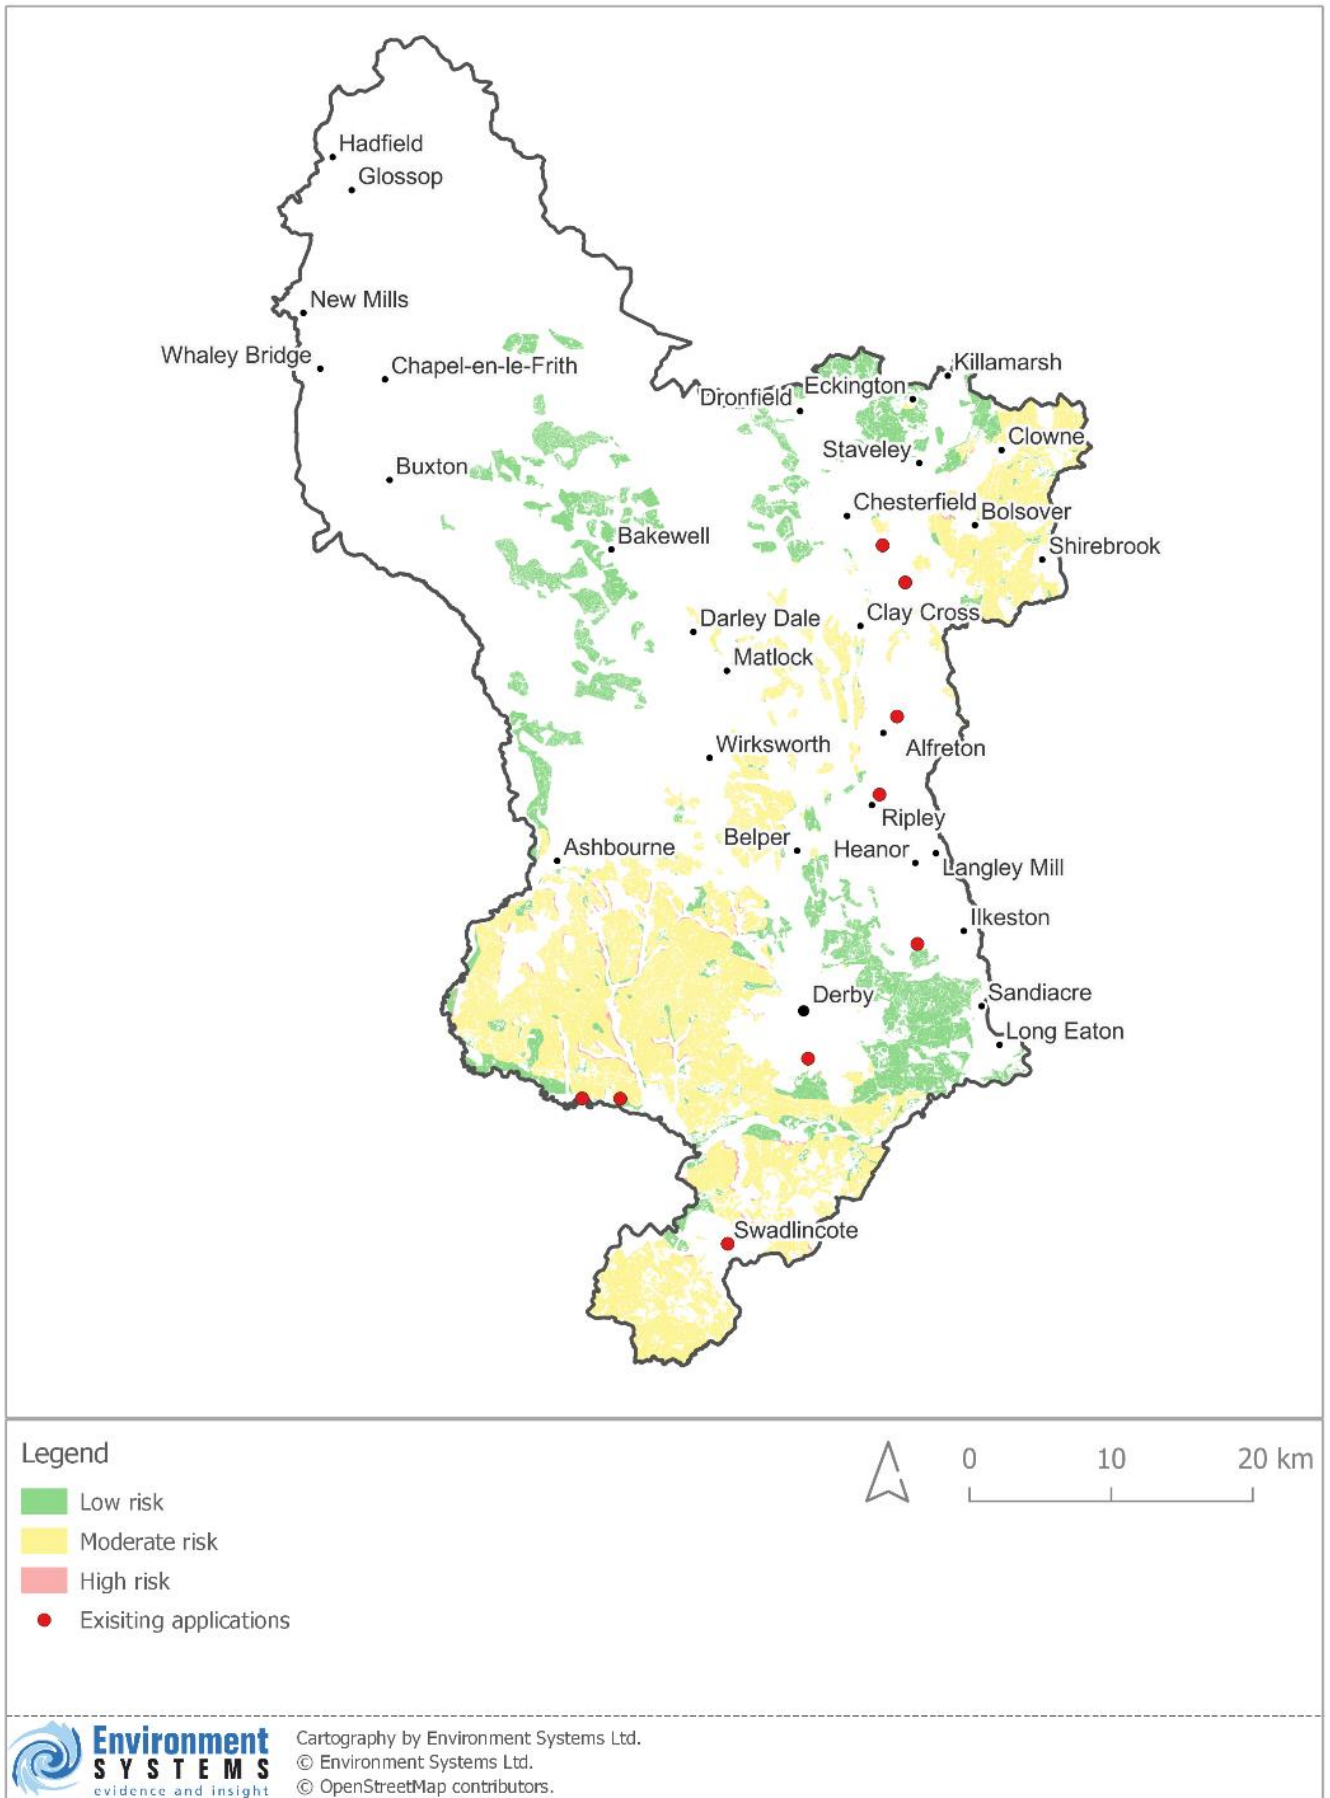 Hadfield
Glossop
New Mills
Whaley Bridge
Chapel-en-le-Frith
Killamarsh
Eckington
Dronfield
Clowne
Staveley
Buxton
Chesterfield
Bolsover
Bakewell
Shirebrook
Clay Cross
Darley Dale
Matlock
Wirksworth
Alfreton
Ripley
Belper
Heanor
Ashbourne
Langley Mill
Ilkeston
Derby
Sandiacre
Long Eaton
Swadlincote
Legend
Low risk
Moderate risk
High risk
Exisiting applications
0 10 20 km
Environment
SYSTEMS
evidence and insight
Cartography by Environment Systems Ltd.
© Environment Systems Ltd.
© OpenStreetMap contributors.